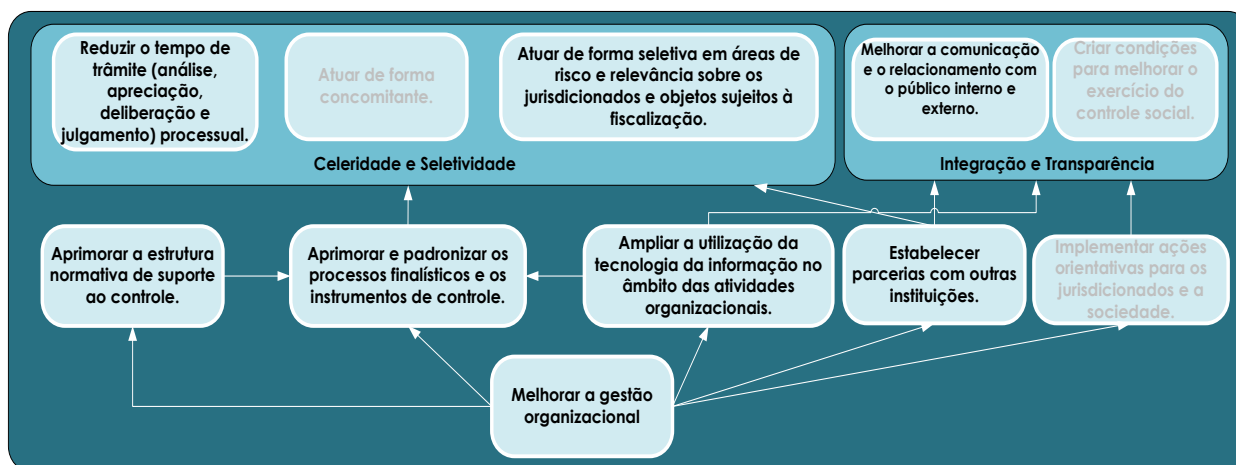 Reduzir o tempo de
trâmite (análise,
apreciação,
deliberação e
julgamento) processual.
Atuar de forma
concomitante.
Atuar de forma seletiva em áreas de
risco e relevância sobre os
jurisdicionados e objetos sujeitos à
fiscalização.
Celeridade e Seletividade
Melhorar a comunicação
e o relacionamento com
o público interno e
externo.
Criar condições
para melhorar o
exercício do
controle social.
Integração e Transparência
Aprimorar a estrutura
normativa de suporte
ao controle.
Aprimorar e padronizar os
processos finalísticos e os
instrumentos de controle.
Ampliar a utilização da
tecnologia da informação no
âmbito das atividades
organizacionais.
Estabelecer
parcerias com outras
instituições.
Implementar ações
orientativas para os
jurisdicionados e a
sociedade.
Melhorar a gestão
organizacional